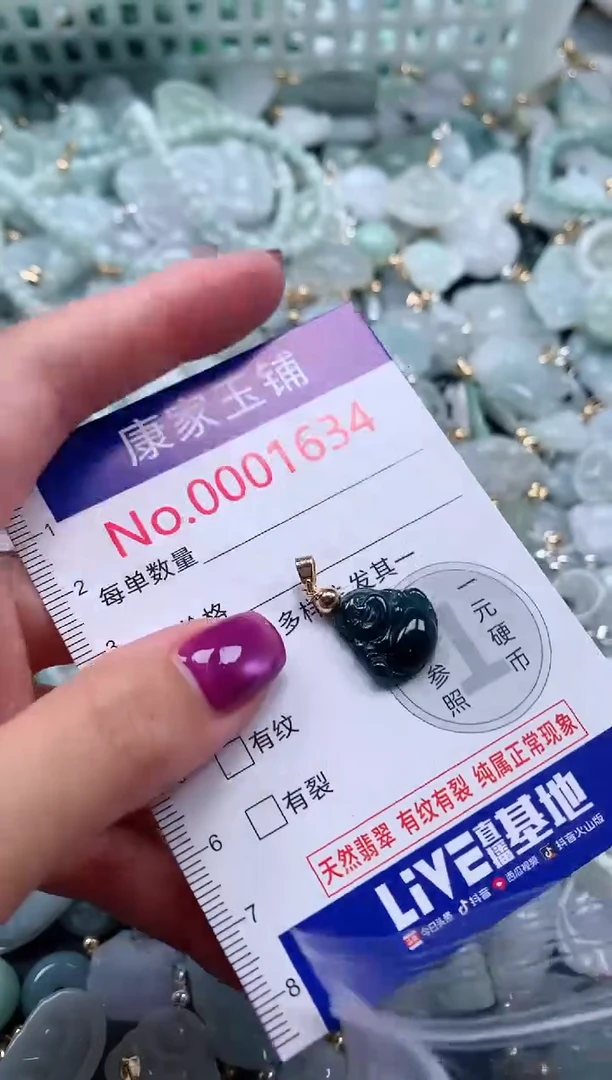 康家玉铺
No.0001634
每单数量
价格
多样 发其一
一元硬币
参照
有纹
有裂
天然翡翠 有纹有裂 纯属正常现象
LiVE直播基地
今日头条 抖音 西瓜视频 抖音火山版
1
2
3
6
7
8